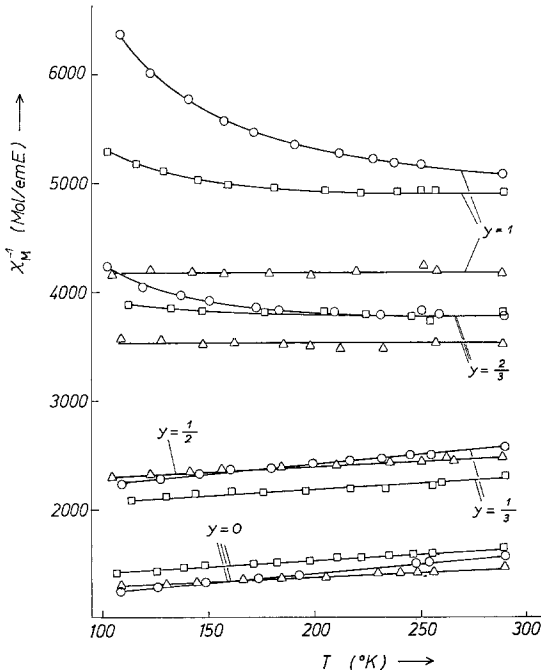 6000
5000
4000
3000
2000
χ_M^{-1} (Mol/emE) ⟶
y = 1
y = 2/3
y = 1/2
y = 1/3
y = 0
100 150 200 250 300
T (°K) ⟶